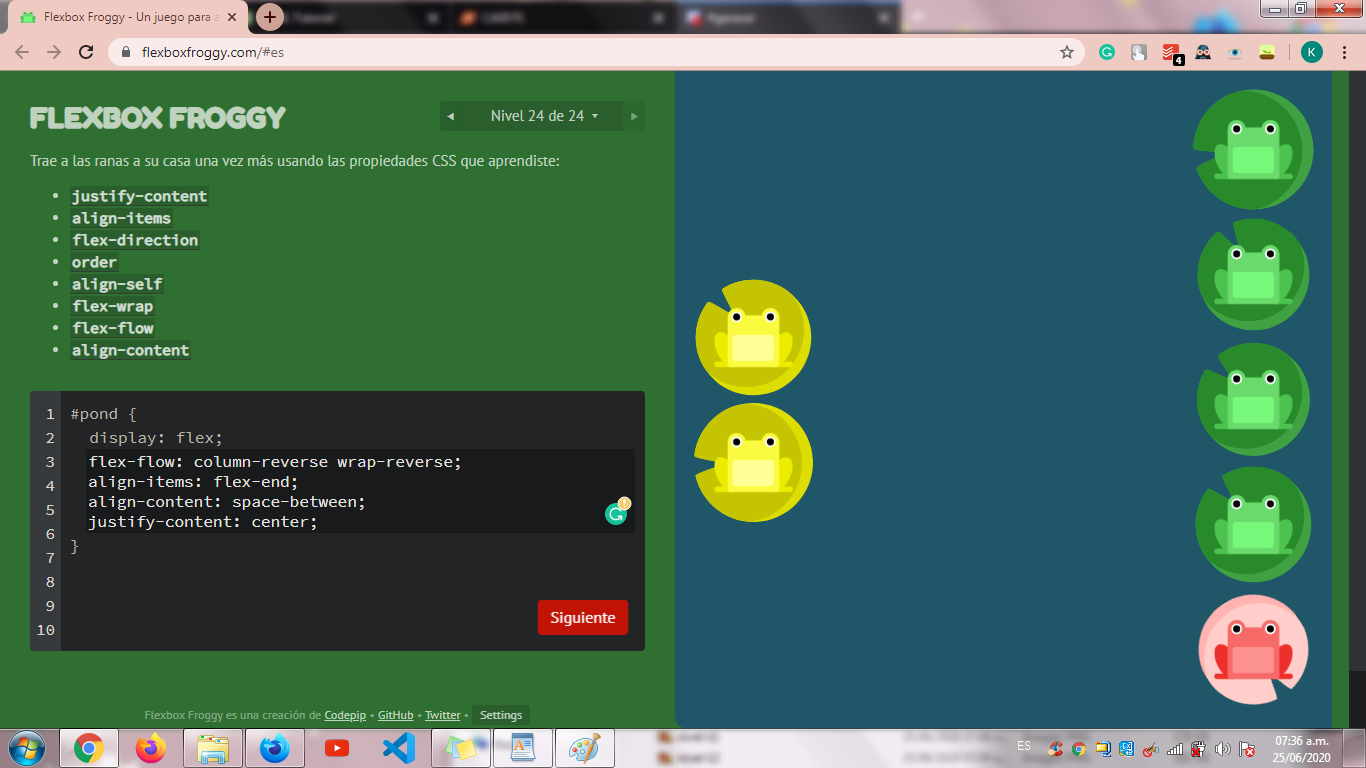 Flexbox Froggy - Un juego para a
Tutorial
flexboxfroggy.com/#es
4
K
FLEXBOX FROGGY
Nivel 24 de 24
Trae a las ranas a su casa una vez más usando las propiedades CSS que aprendiste:
justify-content
align-items
flex-direction
order
align-self
flex-wrap
flex-flow
align-content
1 #pond {
2 display: flex;
3 flex-flow: column-reverse wrap-reverse;
4 align-items: flex-end;
5 align-content: space-between;
6 justify-content: center;
7 }
8
9
10
Siguiente
Flexbox Froggy es una creación de Codepip • GitHub • Twitter • Settings
ES
07:36 a.m.
25/06/2020